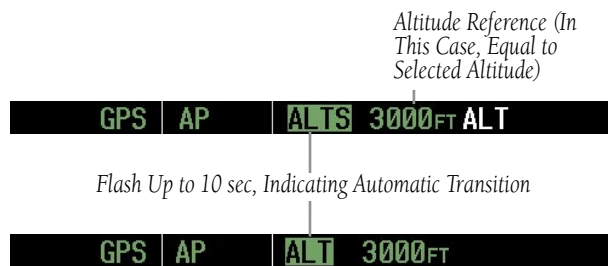 Altitude Reference (In
This Case, Equal to
Selected Altitude)
GPS AP ALTS 3000FT ALT
Flash Up to 10 sec, Indicating Automatic Transition
GPS AP ALT 3000FT